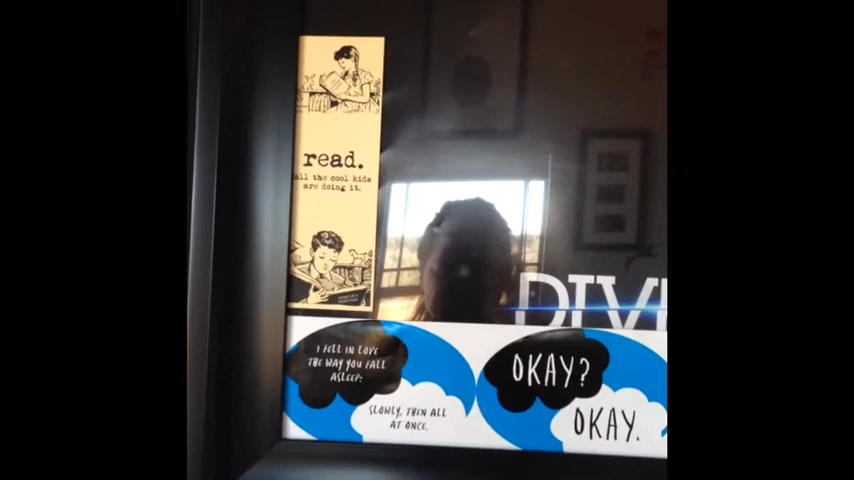 read.
all the cool kids
are doing it.
DIV
I FELL IN LOVE
THE WAY YOU FALL
ASLEEP:
SLOWLY, THEN ALL
AT ONCE.
OKAY?
OKAY.